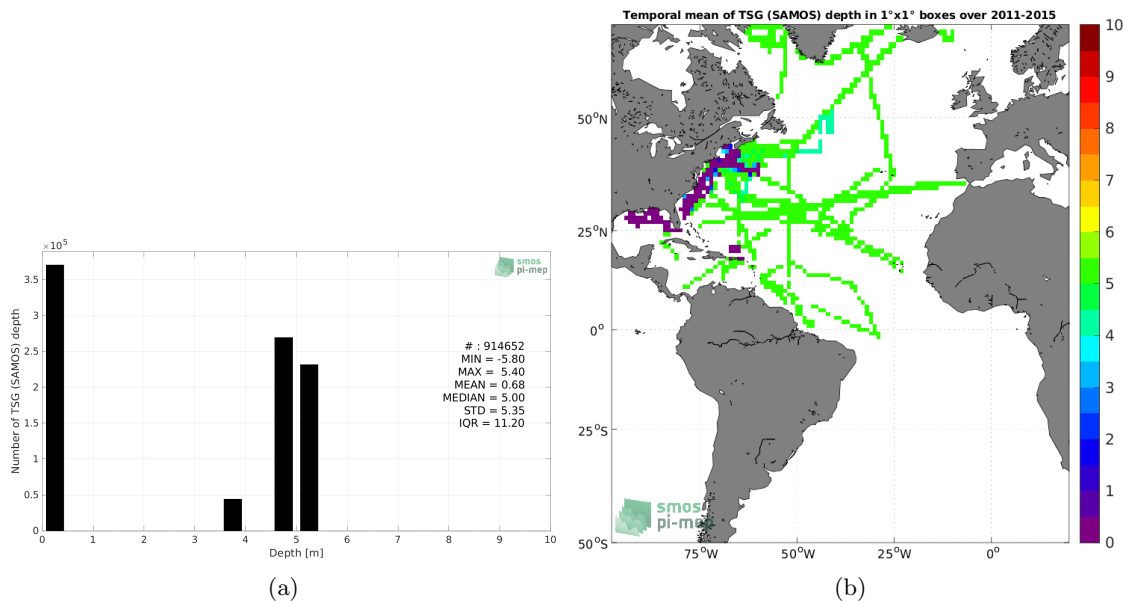 ×10⁵
3.5
3
2.5
2
1.5
1
0.5
0
0 1 2 3 4 5 6 7 8 9 10
Number of TSG (SAMOS) depth
Depth [m]
smos
pi-mep
# : 914652
MIN = -5.80
MAX = 5.40
MEAN = 0.68
MEDIAN = 5.00
STD = 5.35
IQR = 11.20
(a)
Temporal mean of TSG (SAMOS) depth in 1°x1° boxes over 2011-2015
50°N
25°N
0°
25°S
50°S
75°W 50°W 25°W 0°
smos
pi-mep
10
9
8
7
6
5
4
3
2
1
0
(b)